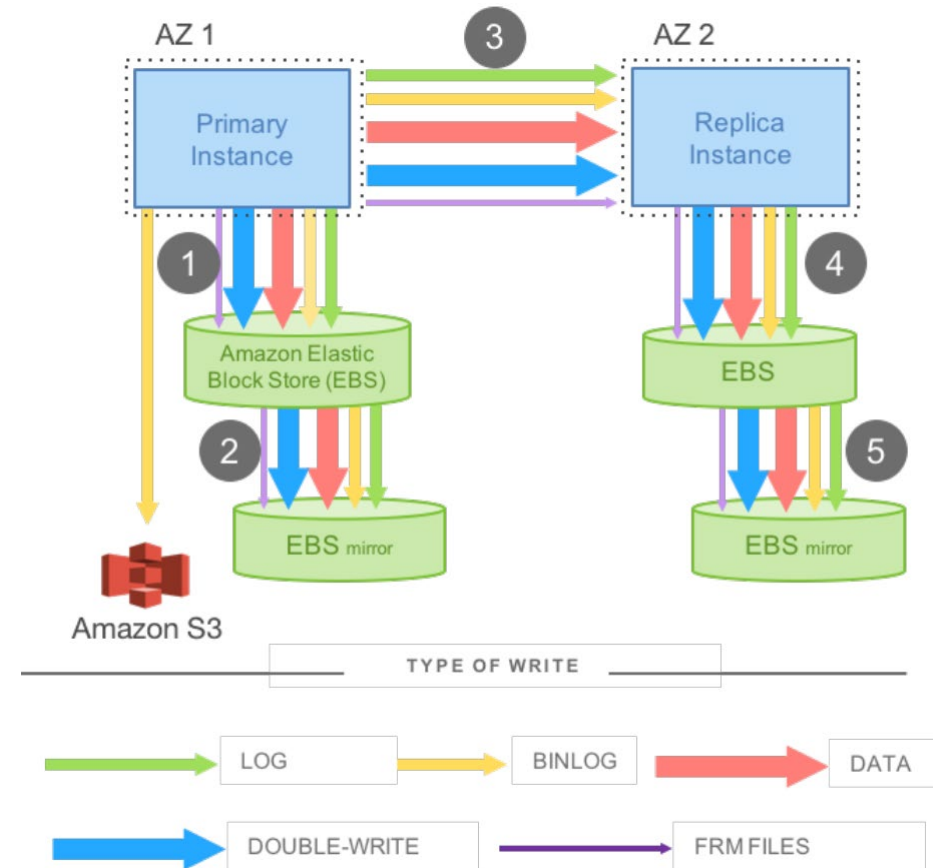 AZ 1
3
AZ 2
Primary
Instance
Replica
Instance
1
4
Amazon Elastic
Block Store (EBS)
EBS
2
5
EBS mirror
EBS mirror
Amazon S3
TYPE OF WRITE
LOG
BINLOG
DATA
DOUBLE-WRITE
FRM FILES